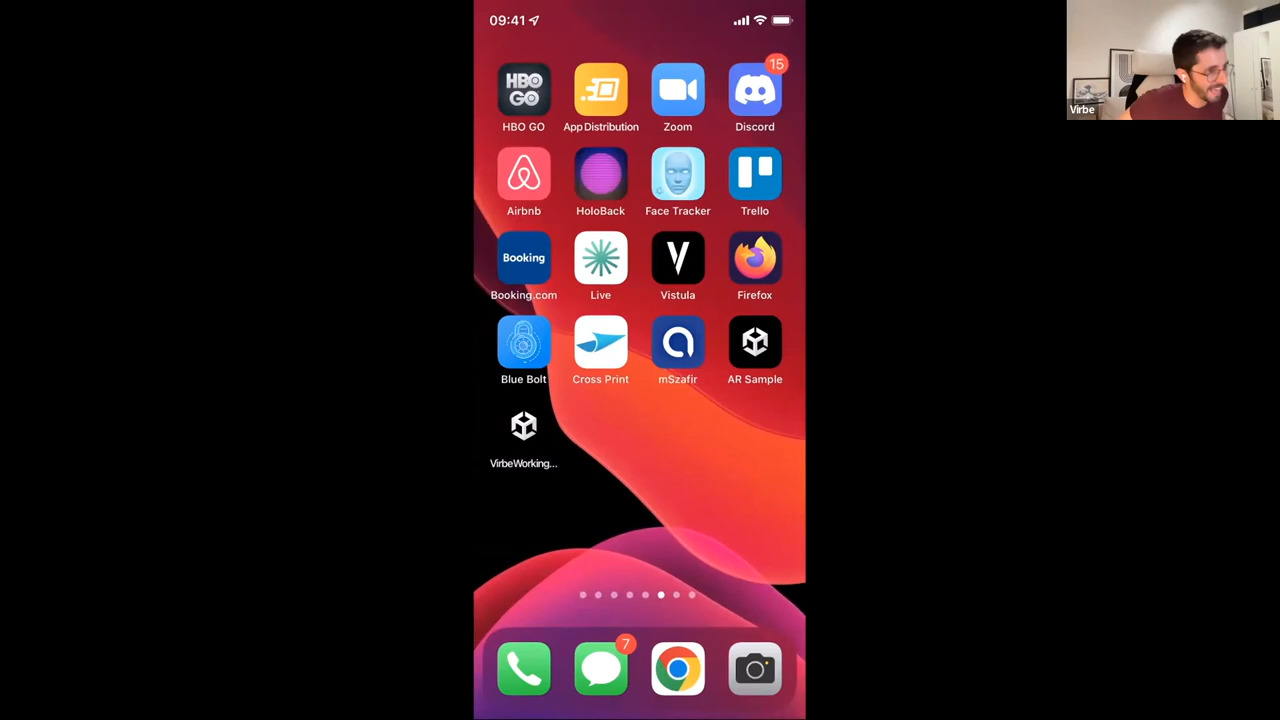 09:41
HBO
GO
15
HBO GO
App Distribution
Zoom
Discord
Airbnb
HoloBack
Face Tracker
Trello
Booking
Booking.com
Live
Vistula
Firefox
Blue Bolt
Cross Print
mSzafir
AR Sample
VirbeWorking...
7
Virbe